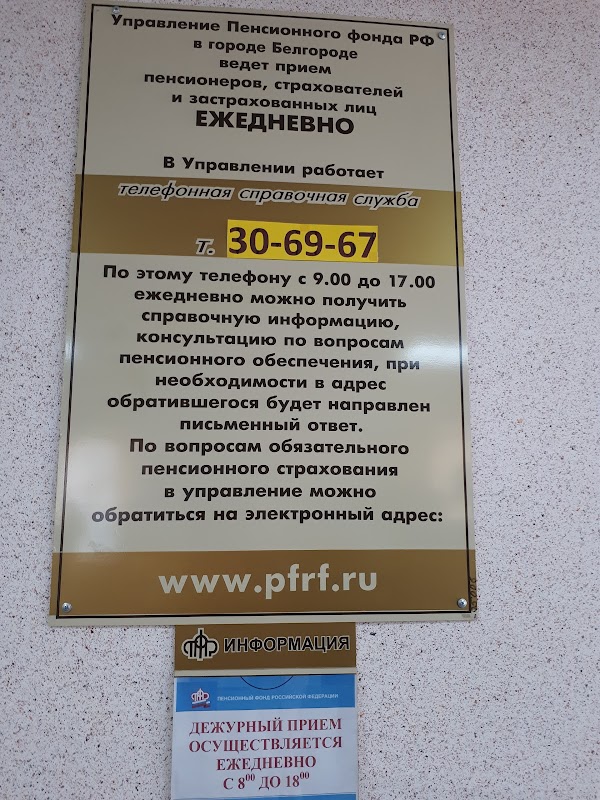 Управление Пенсионного фонда РФ
в городе Белгороде
ведет прием
пенсионеров, страхователей
и застрахованных лиц
ЕЖЕДНЕВНО
В Управлении работает
телефонная справочная служба
т. 30-69-67
По этому телефону с 9.00 до 17.00
ежедневно можно получить
справочную информацию,
консультацию по вопросам
пенсионного обеспечения, при
необходимости в адрес
обратившегося будет направлен
письменный ответ.
По вопросам обязательного
пенсионного страхования
в управление можно
обратиться на электронный адрес:
www.pfrf.ru
ИНФОРМАЦИЯ
ПЕНСИОННЫЙ ФОНД РОССИЙСКОЙ ФЕДЕРАЦИИ
ДЕЖУРНЫЙ ПРИЕМ
ОСУЩЕСТВЛЯЕТСЯ
ЕЖЕДНЕВНО
С 8⁰⁰ ДО 18⁰⁰